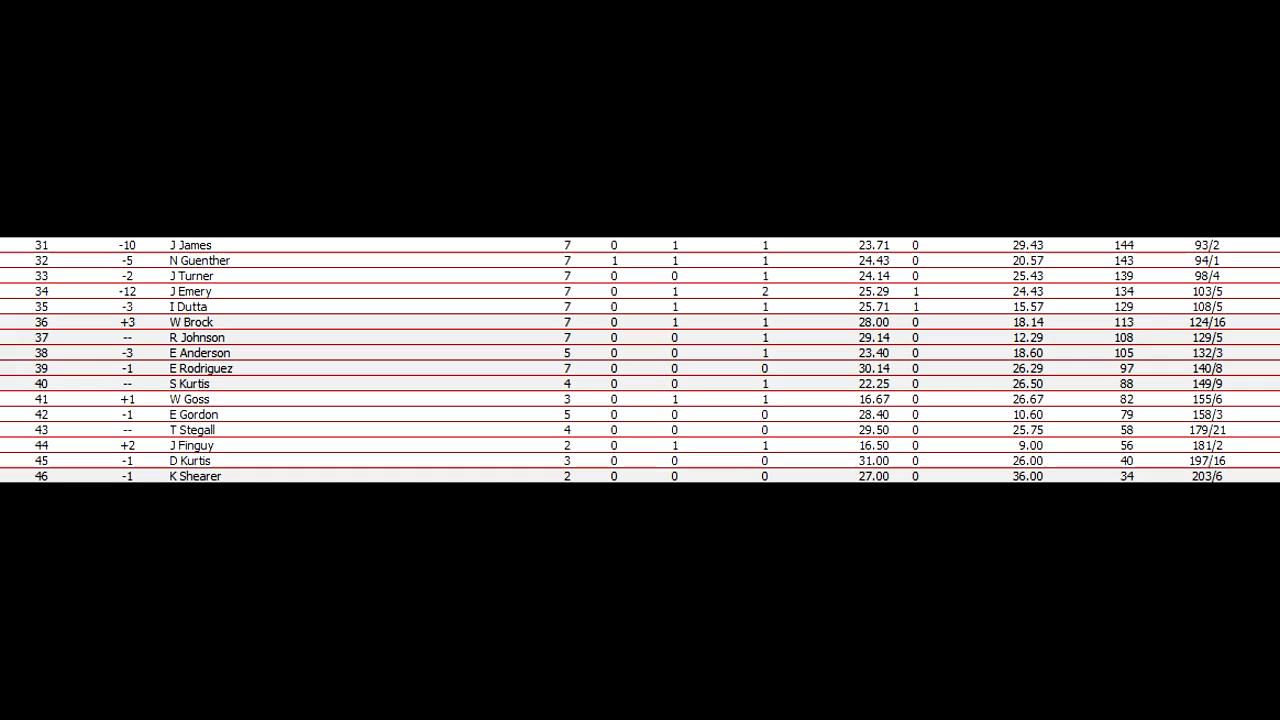 31 -10 J James 7 0 1 1 23.71 0 29.43 144 93/2
32 -5 N Guenther 7 1 1 1 24.43 0 20.57 143 94/1
33 -2 J Turner 7 0 0 1 24.14 0 25.43 139 98/4
34 -12 J Emery 7 0 1 2 25.29 1 24.43 134 103/5
35 -3 I Dutta 7 0 1 1 25.71 1 15.57 129 108/5
36 +3 W Brock 7 0 1 1 28.00 0 18.14 113 124/16
37 -- R Johnson 7 0 0 1 29.14 0 12.29 108 129/5
38 -3 E Anderson 5 0 0 1 23.40 0 18.60 105 132/3
39 -1 E Rodriguez 7 0 0 0 30.14 0 26.29 97 140/8
40 -- S Kurtis 4 0 0 1 22.25 0 26.50 88 149/9
41 +1 W Goss 3 0 1 1 16.67 0 26.67 82 155/6
42 -1 E Gordon 5 0 0 0 28.40 0 10.60 79 158/3
43 -- T Stegall 4 0 0 0 29.50 0 25.75 58 179/21
44 +2 J Finguy 2 0 1 1 16.50 0 9.00 56 181/2
45 -1 D Kurtis 3 0 0 0 31.00 0 26.00 40 197/16
46 -1 K Shearer 2 0 0 0 27.00 0 36.00 34 203/6